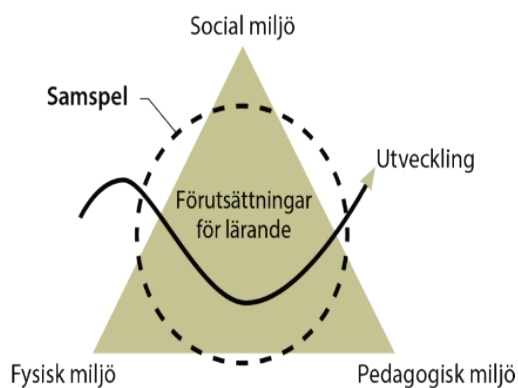 Social miljö
Samspel
Utveckling
Förutsättningar
för lärande
Fysisk miljö
Pedagogisk miljö